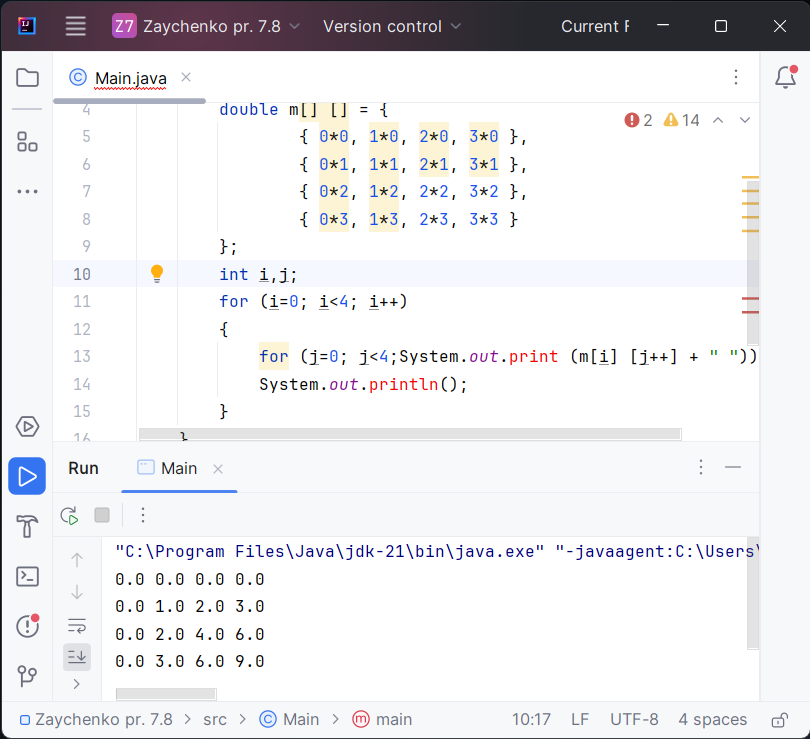 Z7 Zaychenko pr. 7.8 Version control Current F
Main.java
4 double m[] [] = {
2 14
5 { 0*0, 1*0, 2*0, 3*0 },
6 { 0*1, 1*1, 2*1, 3*1 },
7 { 0*2, 1*2, 2*2, 3*2 },
8 { 0*3, 1*3, 2*3, 3*3 }
9 };
10 int i,j;
11 for (i=0; i<4; i++)
12 {
13 for (j=0; j<4;System.out.print (m[i] [j++] + " "))
14 System.out.println();
15 }
16 }
Run Main
"C:\Program Files\Java\jdk-21\bin\java.exe" "-javaagent:C:\Users\
0.0 0.0 0.0 0.0
0.0 1.0 2.0 3.0
0.0 2.0 4.0 6.0
0.0 3.0 6.0 9.0
Zaychenko pr. 7.8 > src > Main > main 10:17 LF UTF-8 4 spaces